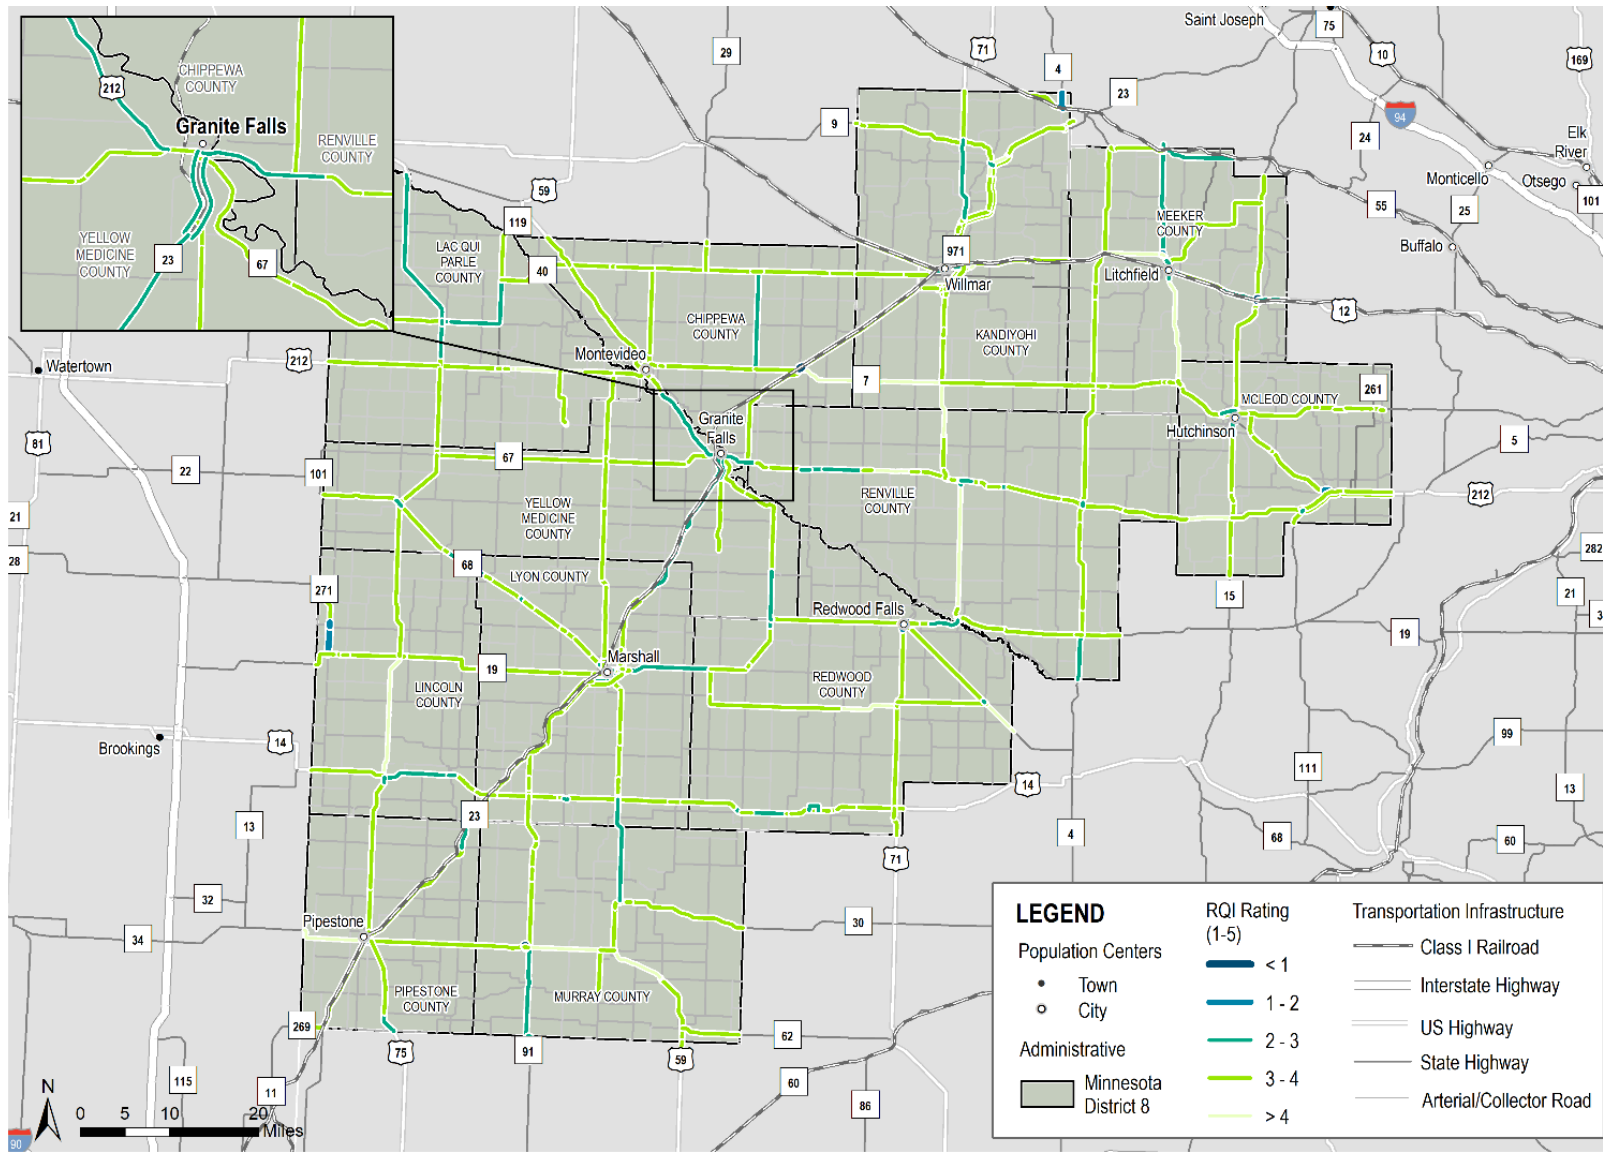 CHIPPEWA
COUNTY
212
Granite Falls
RENVILLE
COUNTY
YELLOW
MEDICINE
COUNTY
23
67
Saint Joseph
75
10
169
29
71
4
23
94
9
24
Elk
River
Monticello
Otsego
101
59
55
25
119
MEEKER
COUNTY
LAC QUI
PARLE
COUNTY
971
Buffalo
40
Litchfield
Willmar
12
CHIPPEWA
COUNTY
KANDIYOHI
COUNTY
Montevideo
212
Watertown
7
261
MCLEOD COUNTY
Granite
Falls
Hutchinson
81
5
67
22
101
212
RENVILLE
COUNTY
YELLOW
MEDICINE
COUNTY
21
28
282
68
LYON COUNTY
271
15
21
3
Redwood Falls
19
Marshall
19
LINCOLN
COUNTY
REDWOOD
COUNTY
Brookings
14
99
111
14
13
23
13
4
68
60
71
LEGEND
Population Centers
Town
City
Administrative
Minnesota
District 8
RQI Rating
(1-5)
< 1
1 - 2
2 - 3
3 - 4
> 4
Transportation Infrastructure
Class I Railroad
Interstate Highway
US Highway
State Highway
Arterial/Collector Road
32
Pipestone
30
34
PIPESTONE
COUNTY
MURRAY COUNTY
269
62
75
91
59
115
11
60
86
N
0 5 10 20
Miles
90